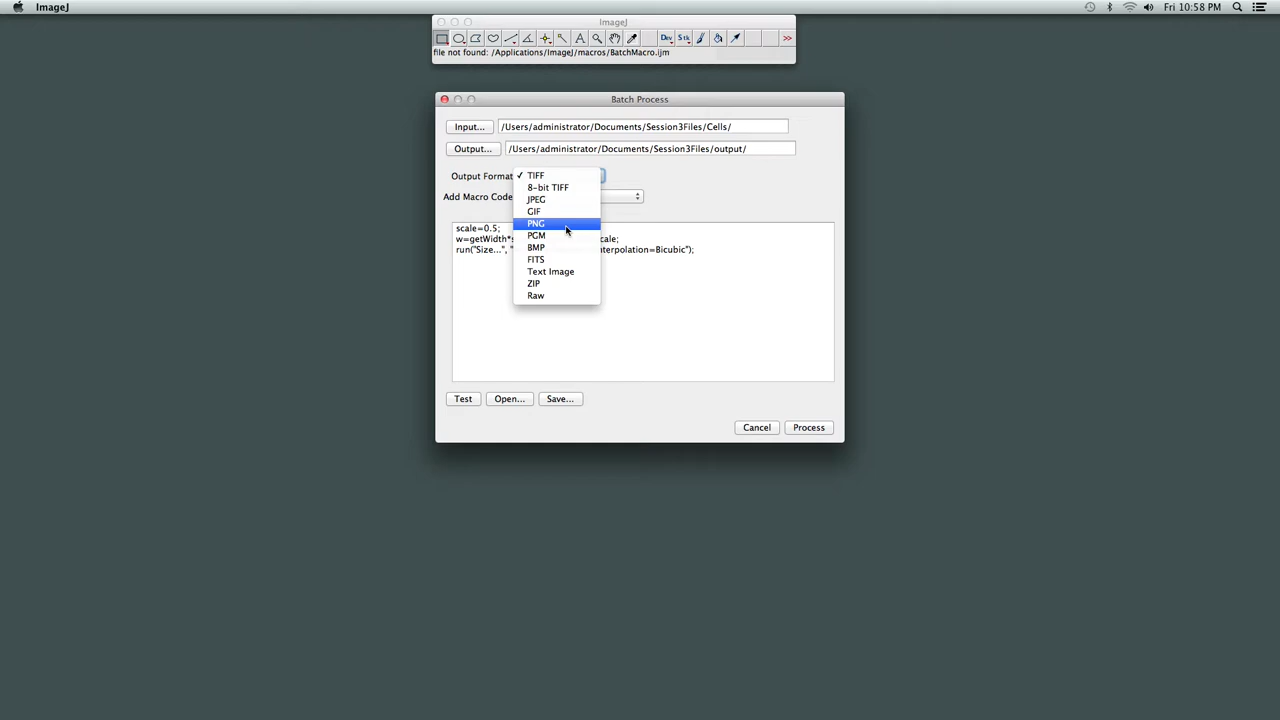 ImageJ
Fri 10:58 PM
ImageJ
A
Dev
Stk
>>
file not found: /Applications/ImageJ/macros/BatchMacro.ijm
Batch Process
Input...
/Users/administrator/Documents/Session3Files/Cells/
Output...
/Users/administrator/Documents/Session3Files/output/
Output Format
✓ TIFF
8-bit TIFF
JPEG
GIF
PNG
PGM
BMP
FITS
Text Image
ZIP
Raw
Add Macro Code
scale=0.5;
w=getWidth*s cale;
run("Size...", " nterpolation=Bicubic");
Test
Open...
Save...
Cancel
Process